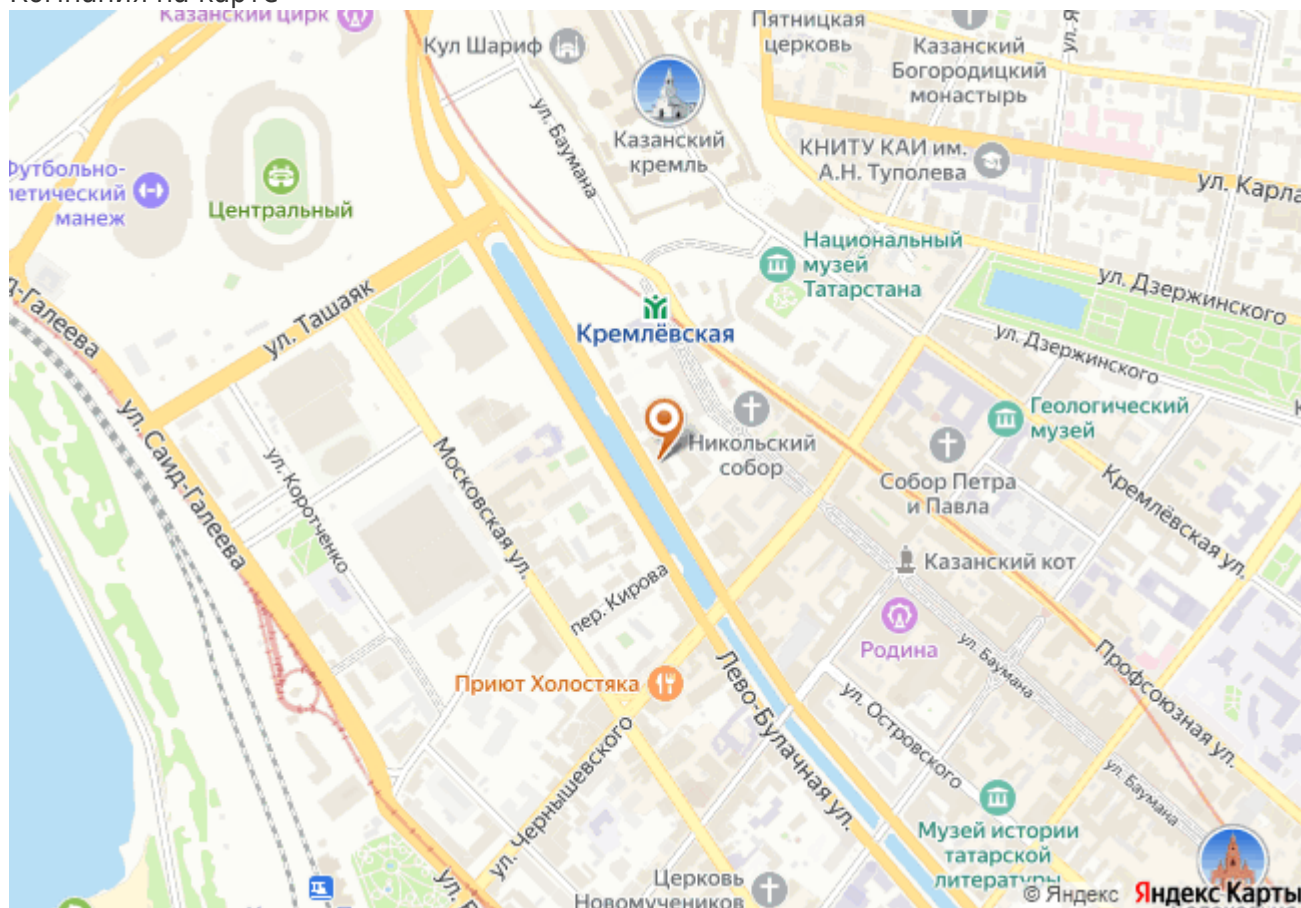 Компания на карте
Казанский цирк
Кул Шариф
Пятницкая
церковь
Казанский
Богородицкий
монастырь
ул. Баумана
Казанский
кремль
КНИТУ КАИ им.
А.Н. Туполева
ул. Карла
Футбольно-
манеж
Центральный
Национальный
музей
Татарстана
ул. Дзержинского
ул. Ташаяк
Кремлёвская
ул. Дзержинского
д-Галеева
ул. Саид-Галеева
Геологический
музей
Никольский
собор
Собор Петра
и Павла
Кремлёвская ул.
Московская ул.
ул. Коротченко
Казанский кот
пер. Кирова
Родина
ул. Баумана
Профсоюзная ул.
Приют Холостяка
Лево-Булачная ул.
ул. Островского
ул. Чернышевского
ул. Баумана
Музей истории
татарской
литературы
Церковь
Новомучеников
© Яндекс Яндекс Карты